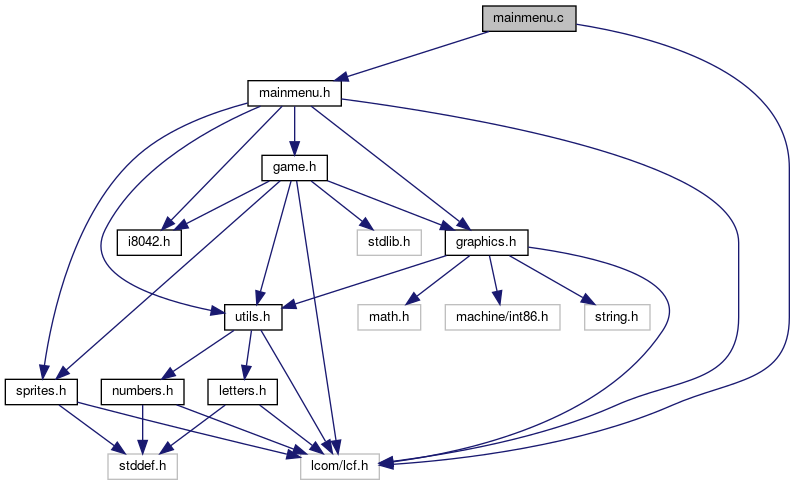 mainmenu.c
mainmenu.h
game.h
i8042.h
stdlib.h
graphics.h
utils.h
math.h
machine/int86.h
string.h
sprites.h
numbers.h
letters.h
stddef.h
lcom/lcf.h